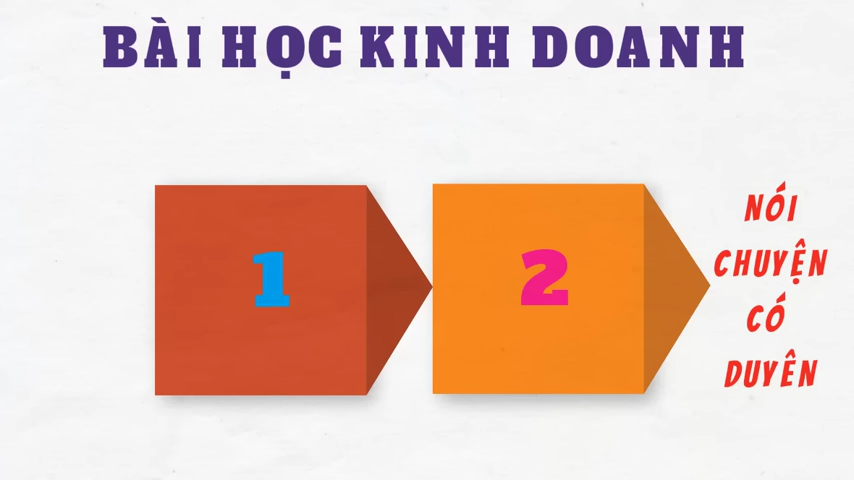 BÀI HỌC KINH DOANH
1
2
NÓI
CHUYỆN
CÓ
DUYÊN